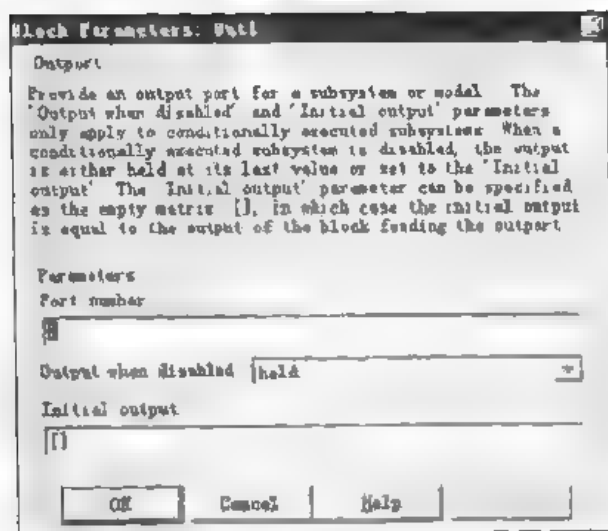 Block Parameters: Out1
Outport
Provide an output port for a subsystem or model. The
'Output when disabled' and 'Initial output' parameters
only apply to conditionally executed subsystems. When a
conditionally executed subsystem is disabled, the output
is either held at its last value or set to the 'Initial
output'. The 'Initial output' parameter can be specified
as the empty matrix [], in which case the initial output
is equal to the output of the block feeding the outport
Parameters
Port number
Output when disabled held
Initial output
[]
OK Cancel Help